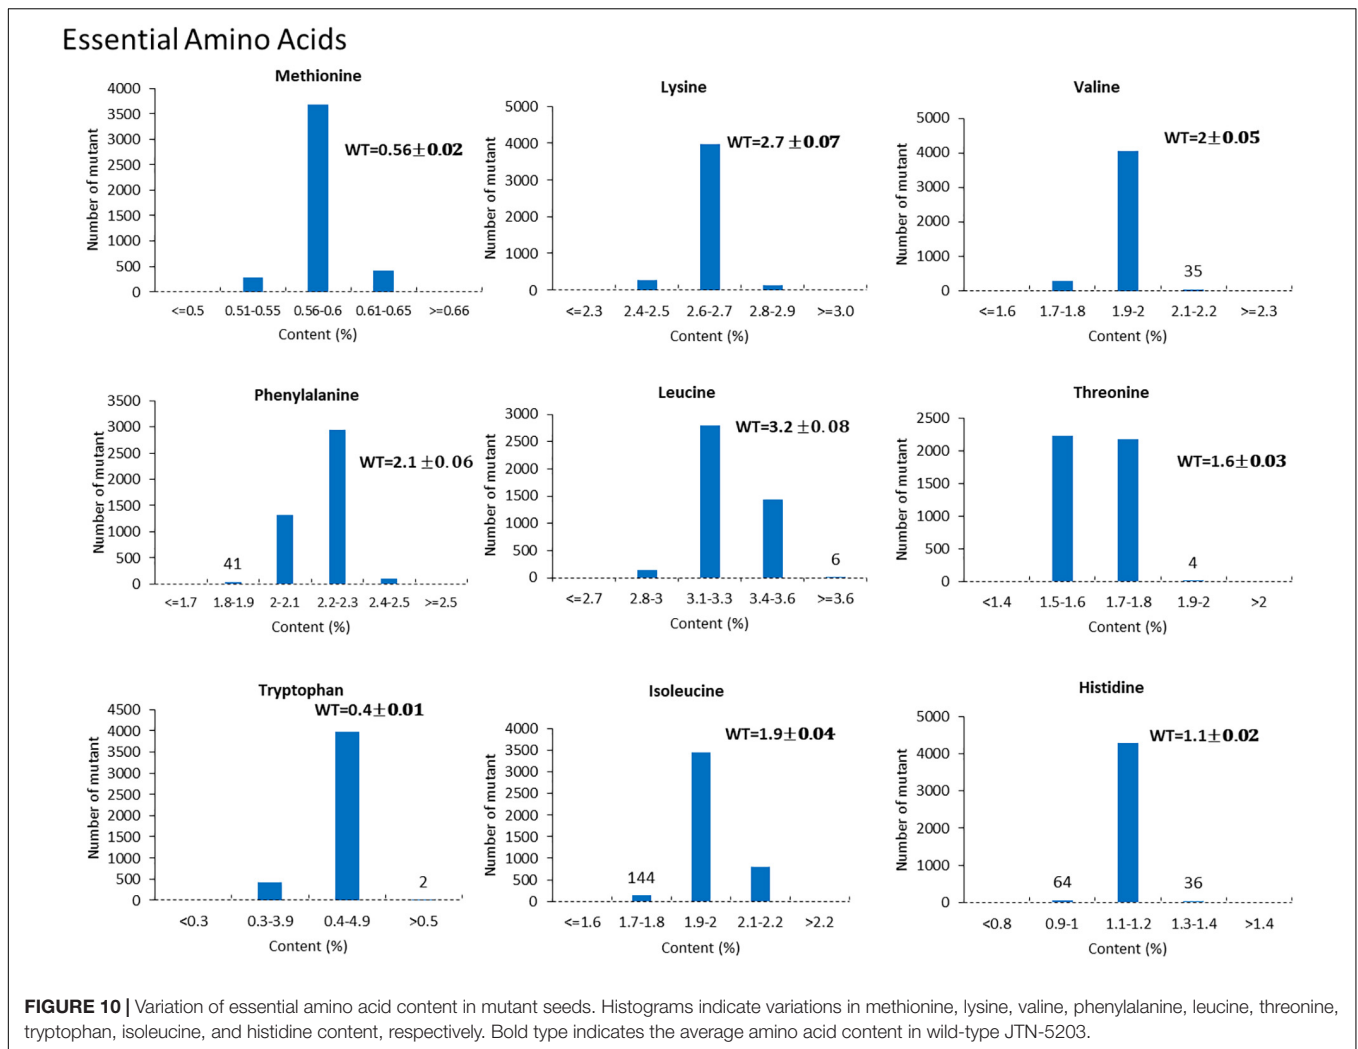 Essential Amino Acids
Methionine
Number of mutant
4000
3500
3000
2500
2000
1500
1000
500
0
WT=0.56±0.02
<=0.5 0.51-0.55 0.56-0.6 0.61-0.65 >=0.66
Content (%)
Lysine
Number of mutant
5000
4000
3000
2000
1000
0
WT=2.7 ±0.07
<=2.3 2.4-2.5 2.6-2.7 2.8-2.9 >=3.0
Content (%)
Valine
Number of mutant
5000
4000
3000
2000
1000
0
WT=2±0.05
35
<=1.6 1.7-1.8 1.9-2 2.1-2.2 >=2.3
Content (%)
Phenylalanine
Number of mutant
3500
3000
2500
2000
1500
1000
500
0
WT=2.1 ±0.06
41
<=1.7 1.8-1.9 2-2.1 2.2-2.3 2.4-2.5 >=2.5
Content (%)
Leucine
Number of mutant
3000
2500
2000
1500
1000
500
0
WT=3.2 ±0.08
6
<=2.7 2.8-3 3.1-3.3 3.4-3.6 >=3.6
Content (%)
Threonine
Number of mutant
2500
2000
1500
1000
500
0
WT=1.6±0.03
4
<1.4 1.5-1.6 1.7-1.8 1.9-2 >2
Content (%)
Tryptophan
WT=0.4±0.01
Number of mutant
4500
4000
3500
3000
2500
2000
1500
1000
500
0
2
<0.3 0.3-3.9 0.4-4.9 >0.5
Content (%)
Isoleucine
Number of mutant
4000
3500
3000
2500
2000
1500
1000
500
0
WT=1.9±0.04
144
<=1.6 1.7-1.8 1.9-2 2.1-2.2 >2.2
Content (%)
Histidine
Number of mutant
5000
4000
3000
2000
1000
0
WT=1.1±0.02
64
36
<0.8 0.9-1 1.1-1.2 1.3-1.4 >1.4
Content (%)
FIGURE 10 | Variation of essential amino acid content in mutant seeds. Histograms indicate variations in methionine, lysine, valine, phenylalanine, leucine, threonine,
tryptophan, isoleucine, and histidine content, respectively. Bold type indicates the average amino acid content in wild-type JTN-5203.